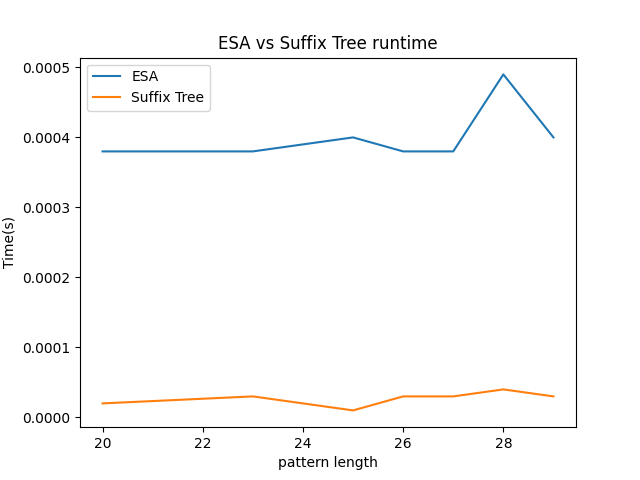 ESA vs Suffix Tree runtime
ESA
Suffix Tree
0.0005
0.0004
0.0003
0.0002
0.0001
0.0000
Time(s)
20 22 24 26 28
pattern length